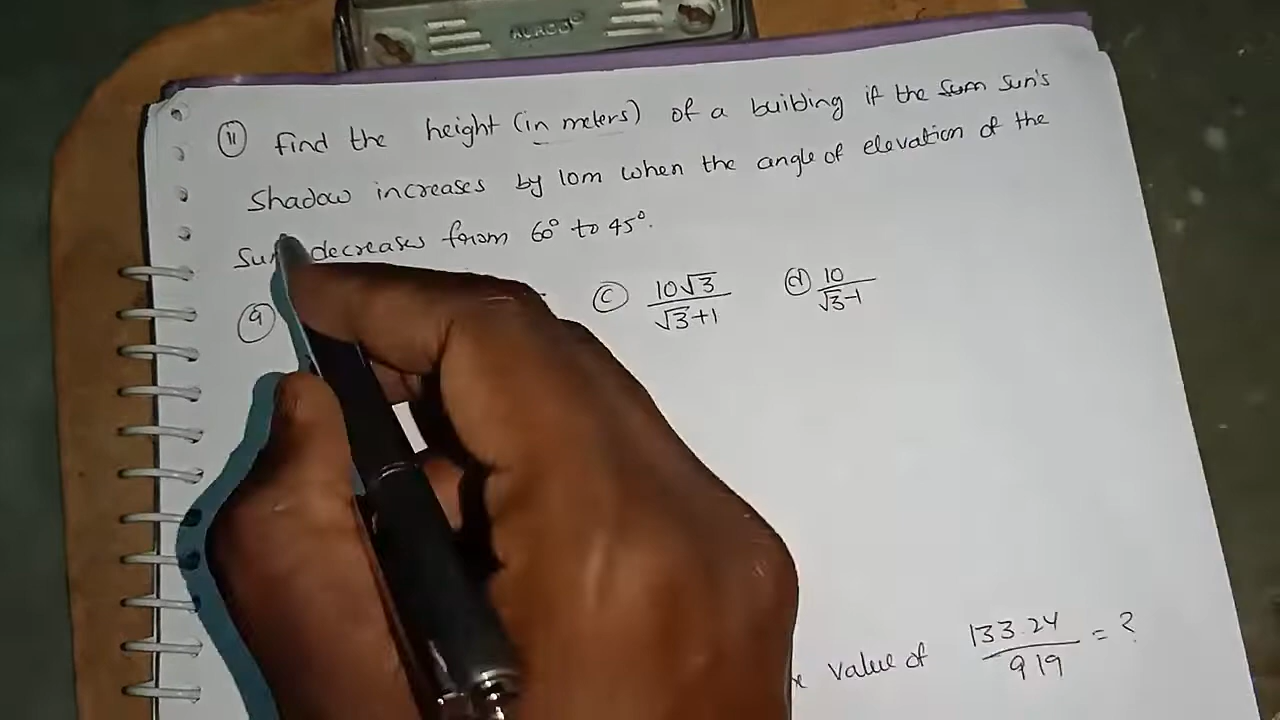 11 Find the height (in meters) of a building if the sum sun's
shadow increases by 10m when the angle of elevation of the
decreases from 60° to 45°.
a c 10√3/√3+1 d 10/√3-1
value of 133.24/919 = ?